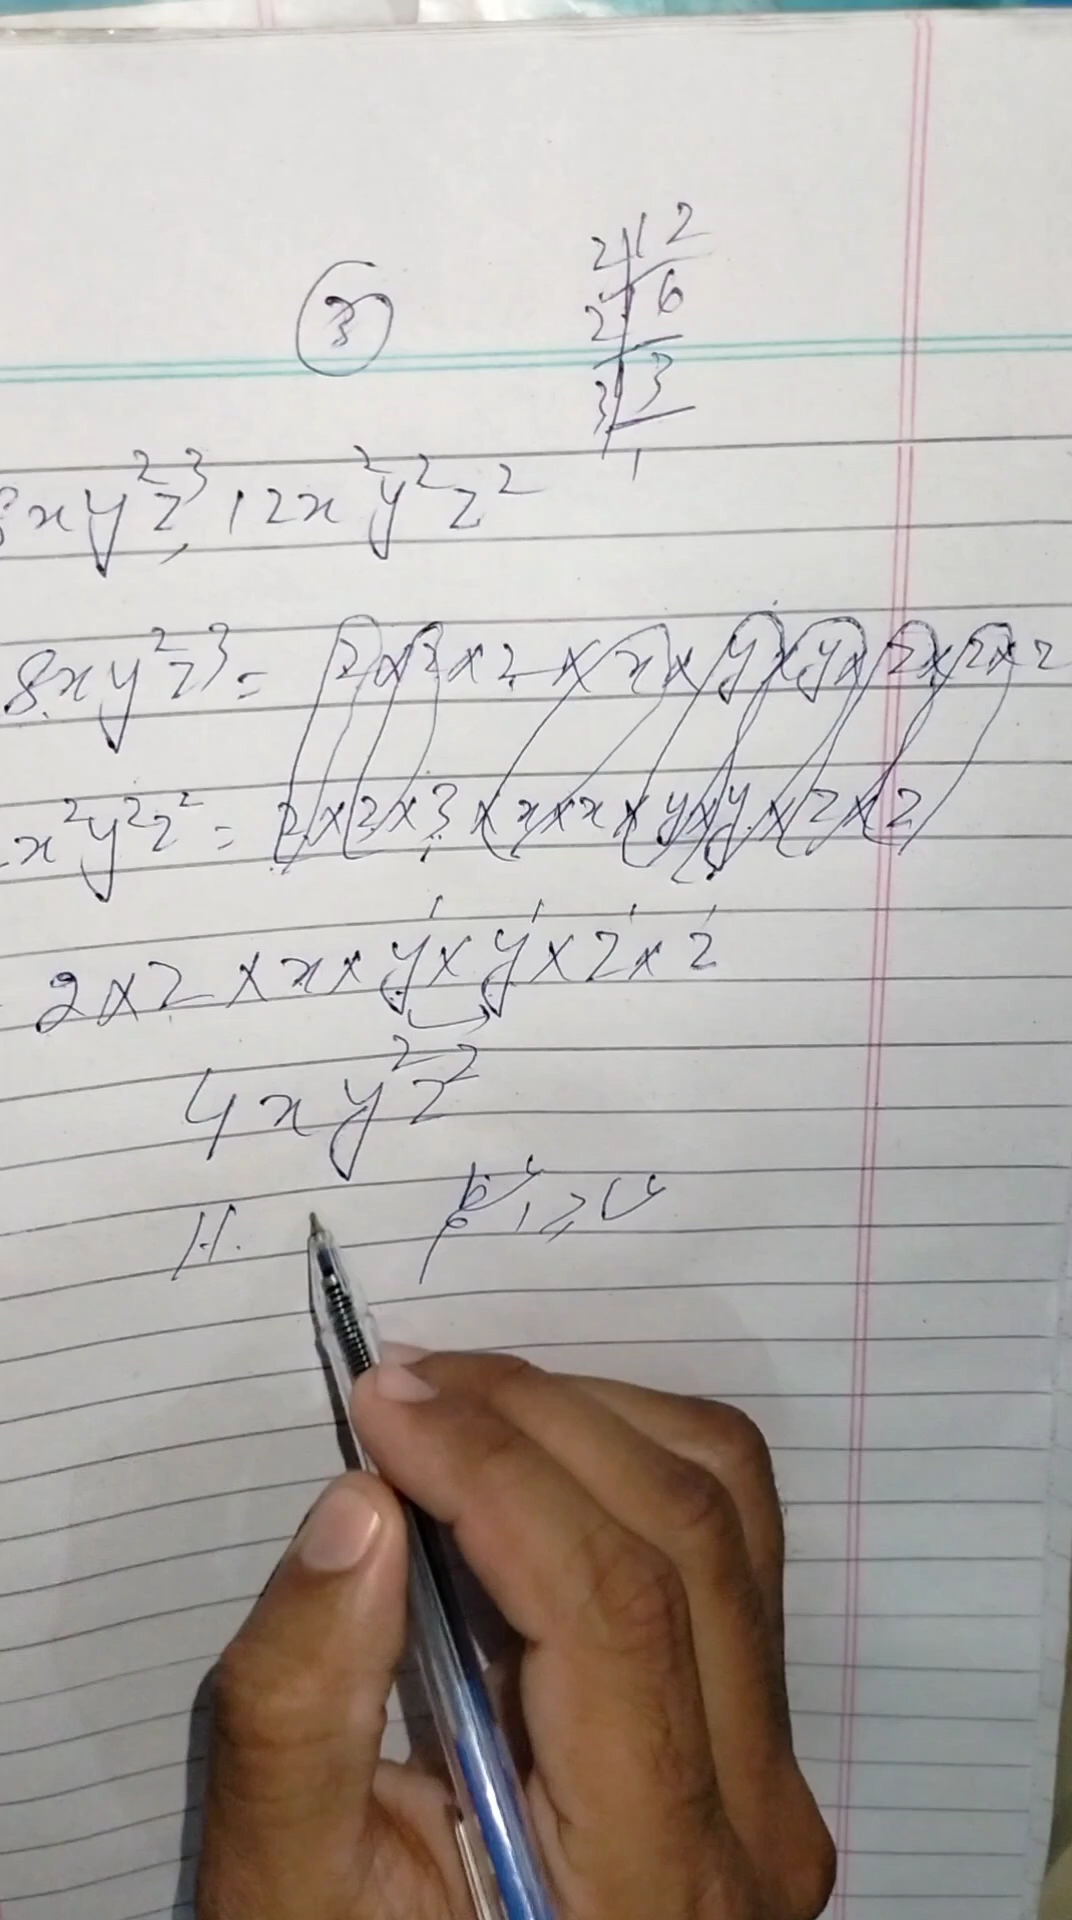 ③
2|12
2|6
3|3
1
8xy²z³, 12x²y²z²
8xy²z³ = 2×2×2×x×y×y×z×z×z
x²y²z² = 2×2×3×x×x×y×y×z×z
2×2×x×y×y×z×z
4xy²z²
H.